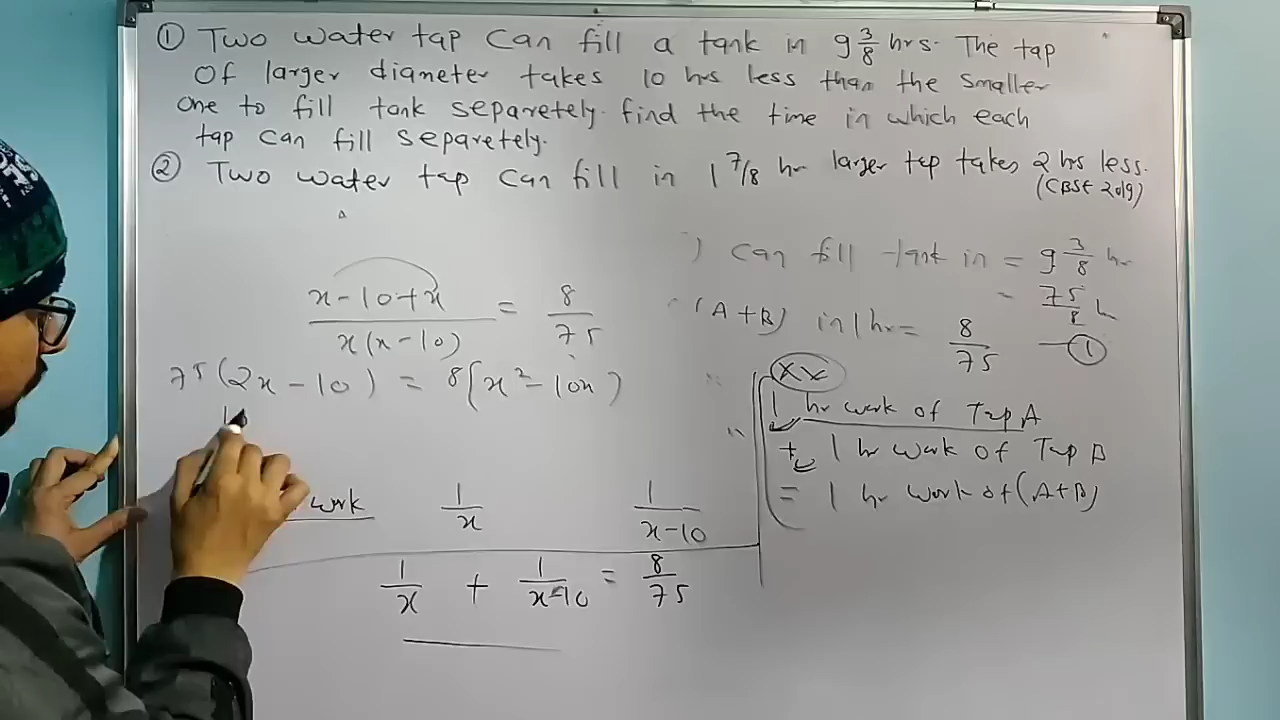 ① Two water tap can fill a tank in 9 3/8 hrs. The tap
of larger diameter takes 10 hrs less than the smaller
one to fill tank separetely. find the time in which each
tap can fill separetely.
② Two water tap can fill in 1 7/8 hr larger tap takes 2 hrs less.
(CBSE 2019)
) can fill tank in = 9 3/8 hr
= 75/8 h
(A+B) in 1 hr = 8/75 — ①
(x-10+x)/(x(x-10)) = 8/75
75(2x-10) = 8(x²-10x)
xx
1 hr work of Tap A
+ 1 hr work of Tap B
= 1 hr work of (A+B)
work 1/x 1/(x-10)
1/x + 1/(x-10) = 8/75